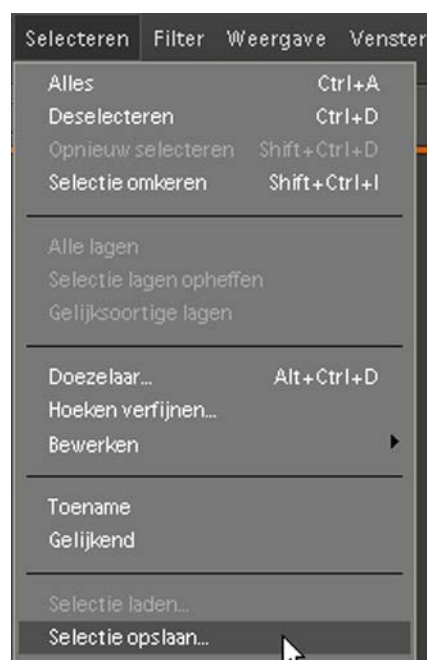 Selecteren Filter Weergave Venster
Alles Ctrl+A
Deselecteren Ctrl+D
Opnieuw selecteren Shift+Ctrl+D
Selectie omkeren Shift+Ctrl+I
Alle lagen
Selectie lagen opheffen
Gelijksoortige lagen
Doezelaar... Alt+Ctrl+D
Hoeken verfijnen...
Bewerken
Toename
Gelijkend
Selectie laden...
Selectie opslaan...